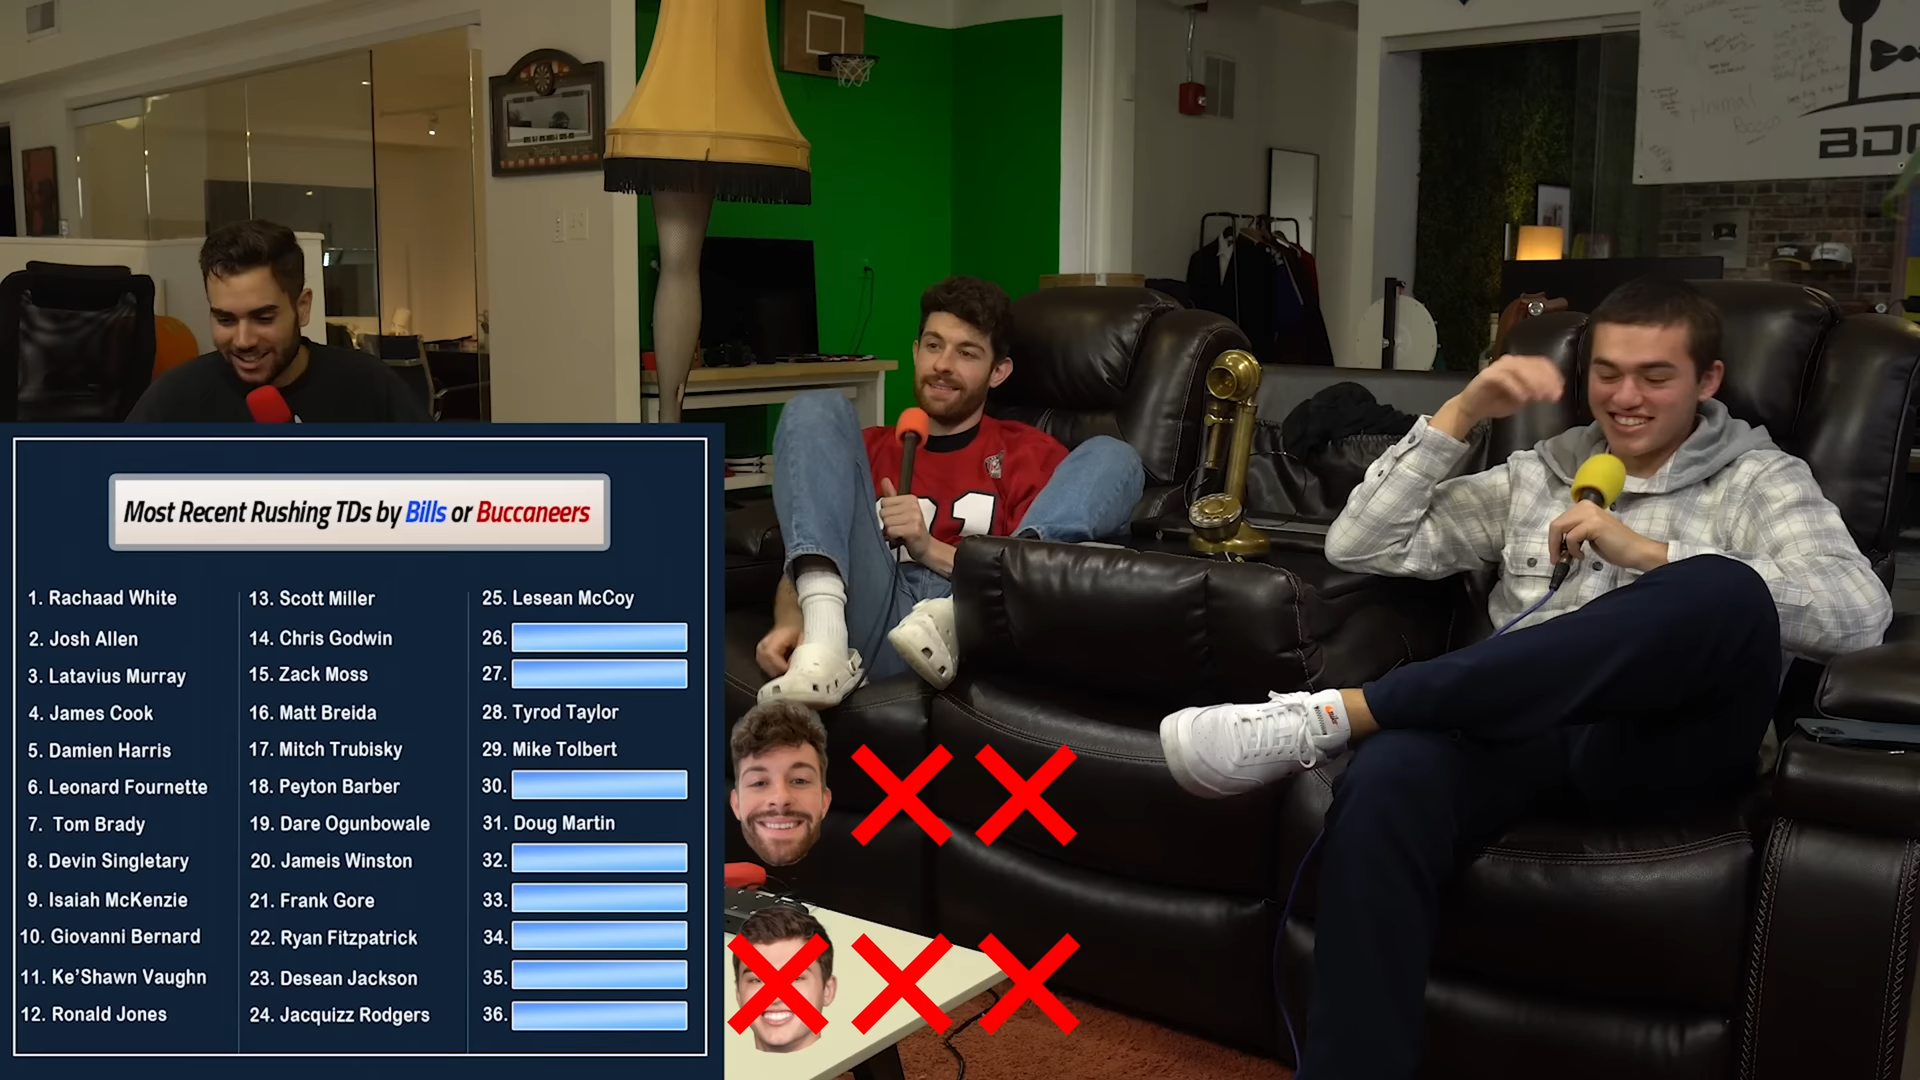 Most Recent Rushing TDs by Bills or Buccaneers
1. Rachaad White
2. Josh Allen
3. Latavius Murray
4. James Cook
5. Damien Harris
6. Leonard Fournette
7. Tom Brady
8. Devin Singletary
9. Isaiah McKenzie
10. Giovanni Bernard
11. Ke'Shawn Vaughn
12. Ronald Jones
13. Scott Miller
14. Chris Godwin
15. Zack Moss
16. Matt Breida
17. Mitch Trubisky
18. Peyton Barber
19. Dare Ogunbowale
20. Jameis Winston
21. Frank Gore
22. Ryan Fitzpatrick
23. Desean Jackson
24. Jacquizz Rodgers
25. Lesean McCoy
26.
27.
28. Tyrod Taylor
29. Mike Tolbert
30.
31. Doug Martin
32.
33.
34.
35.
36.